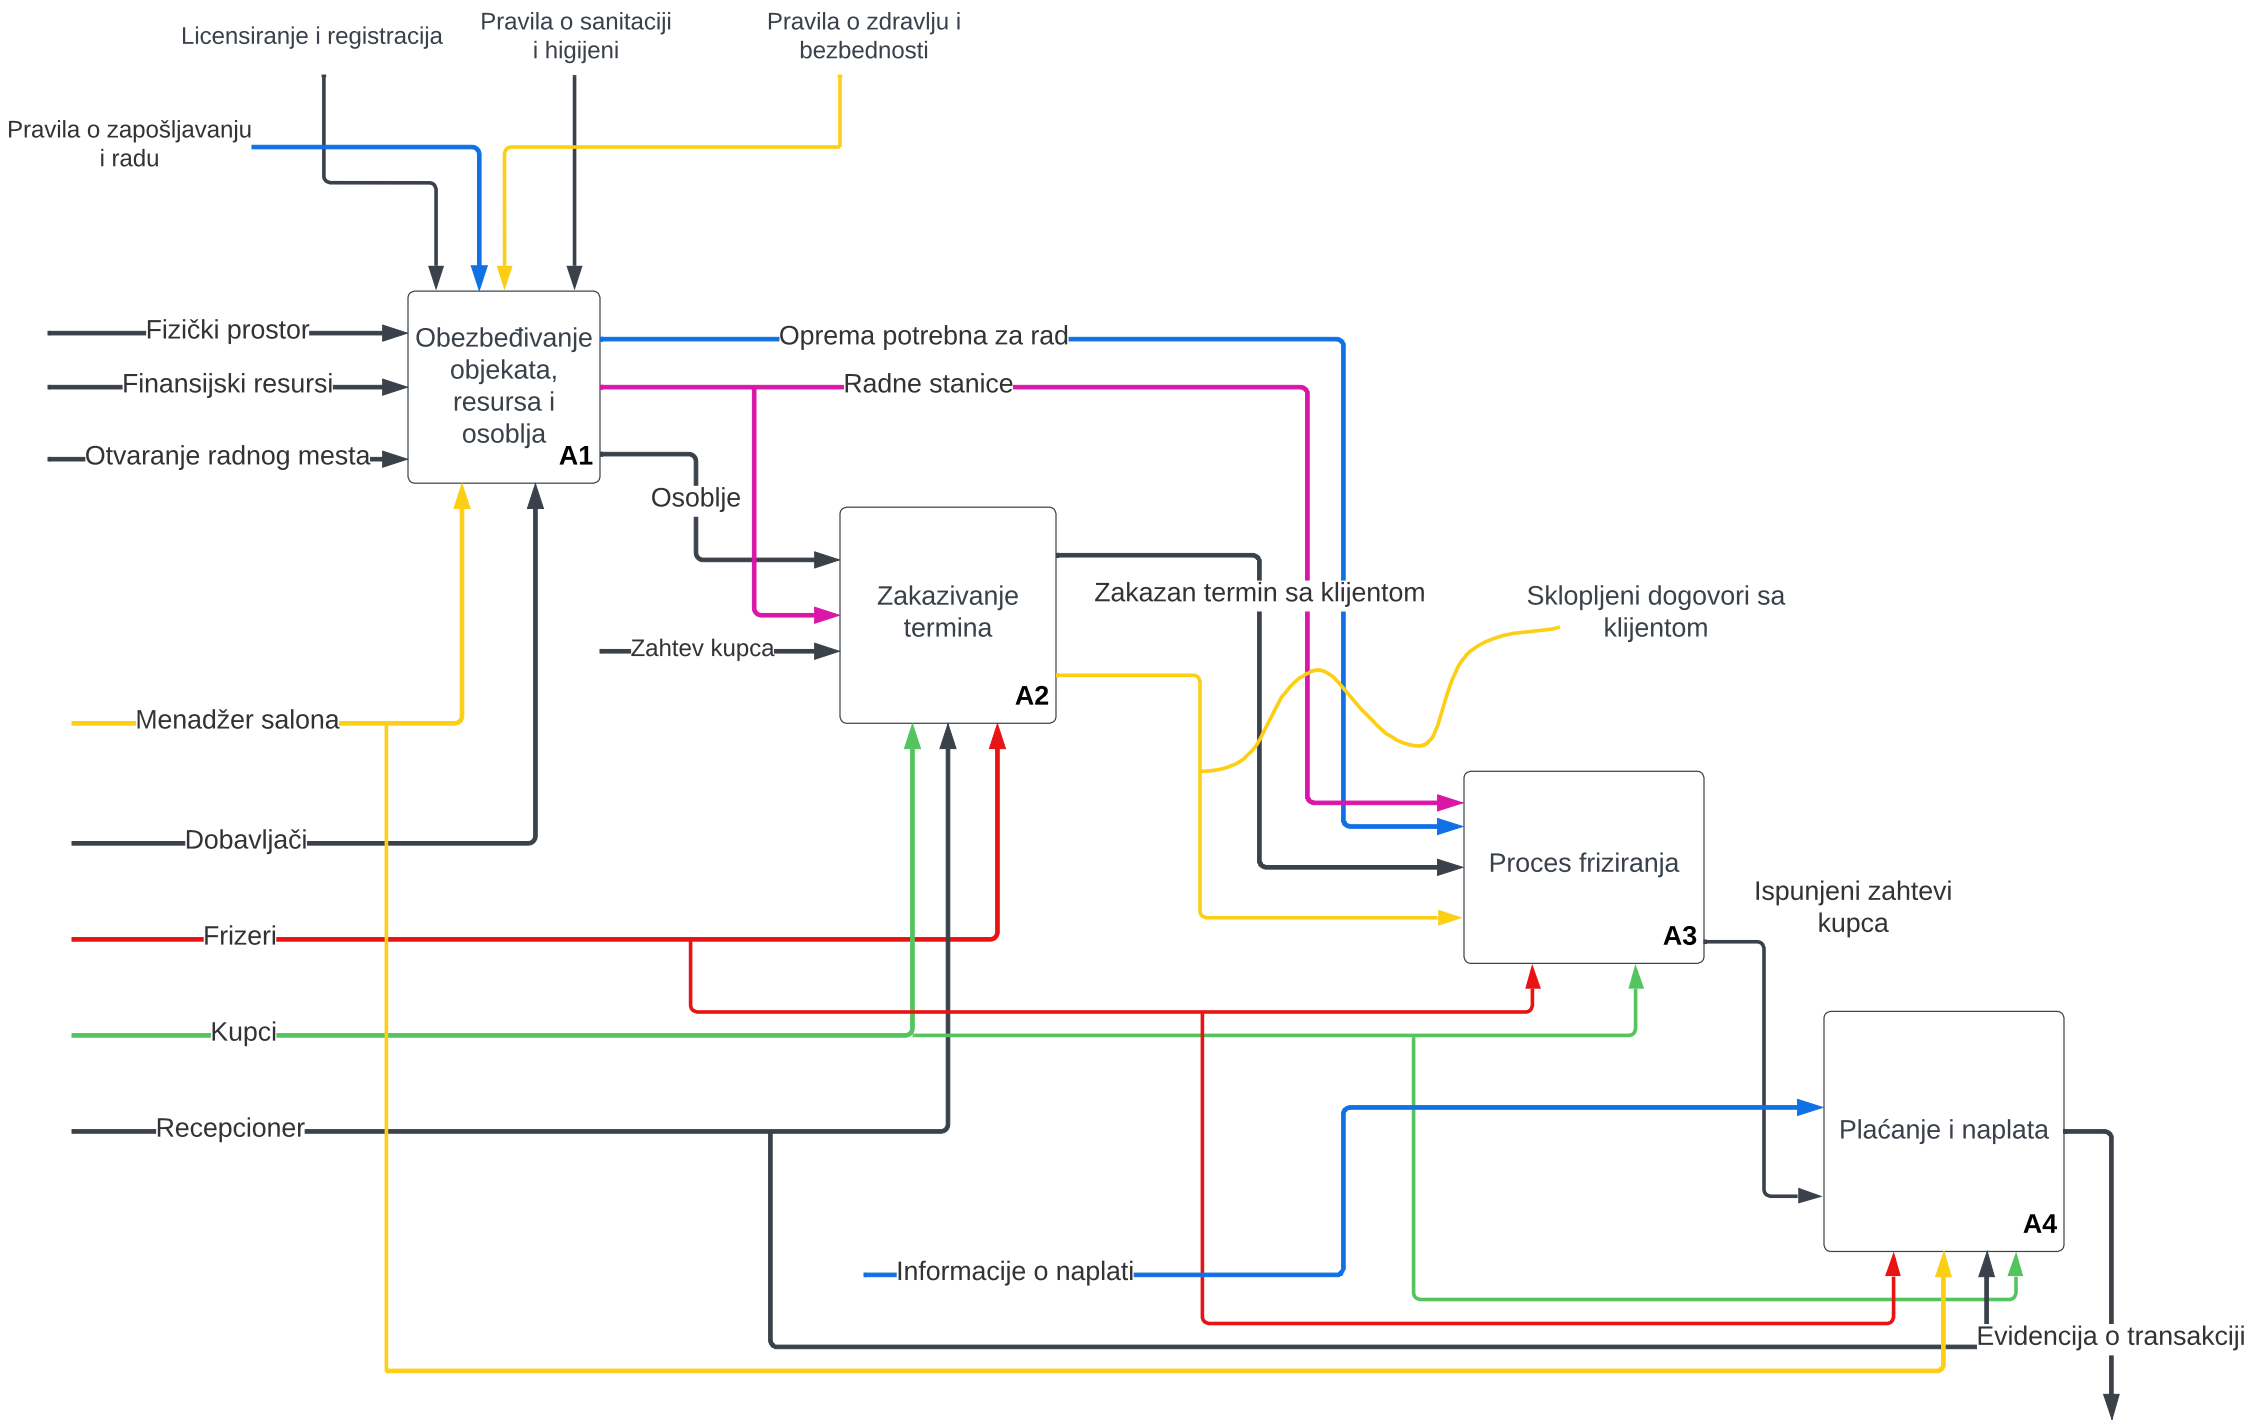 Licensiranje i registracija
Pravila o sanitaciji
i higijeni
Pravila o zdravlju i
bezbednosti
Pravila o zapošljavanju
i radu
Fizički prostor
Finansijski resursi
Otvaranje radnog mesta
Obezbeđivanje
objekata,
resursa i
osoblja
A1
Oprema potrebna za rad
Radne stanice
Osoblje
Zakazivanje
termina
A2
Zahtev kupca
Zakazan termin sa klijentom
Sklopljeni dogovori sa
klijentom
Menadžer salona
Dobavljači
Frizeri
Kupci
Recepcioner
Proces friziranja
A3
Ispunjeni zahtevi
kupca
Plaćanje i naplata
A4
Informacije o naplati
Evidencija o transakciji